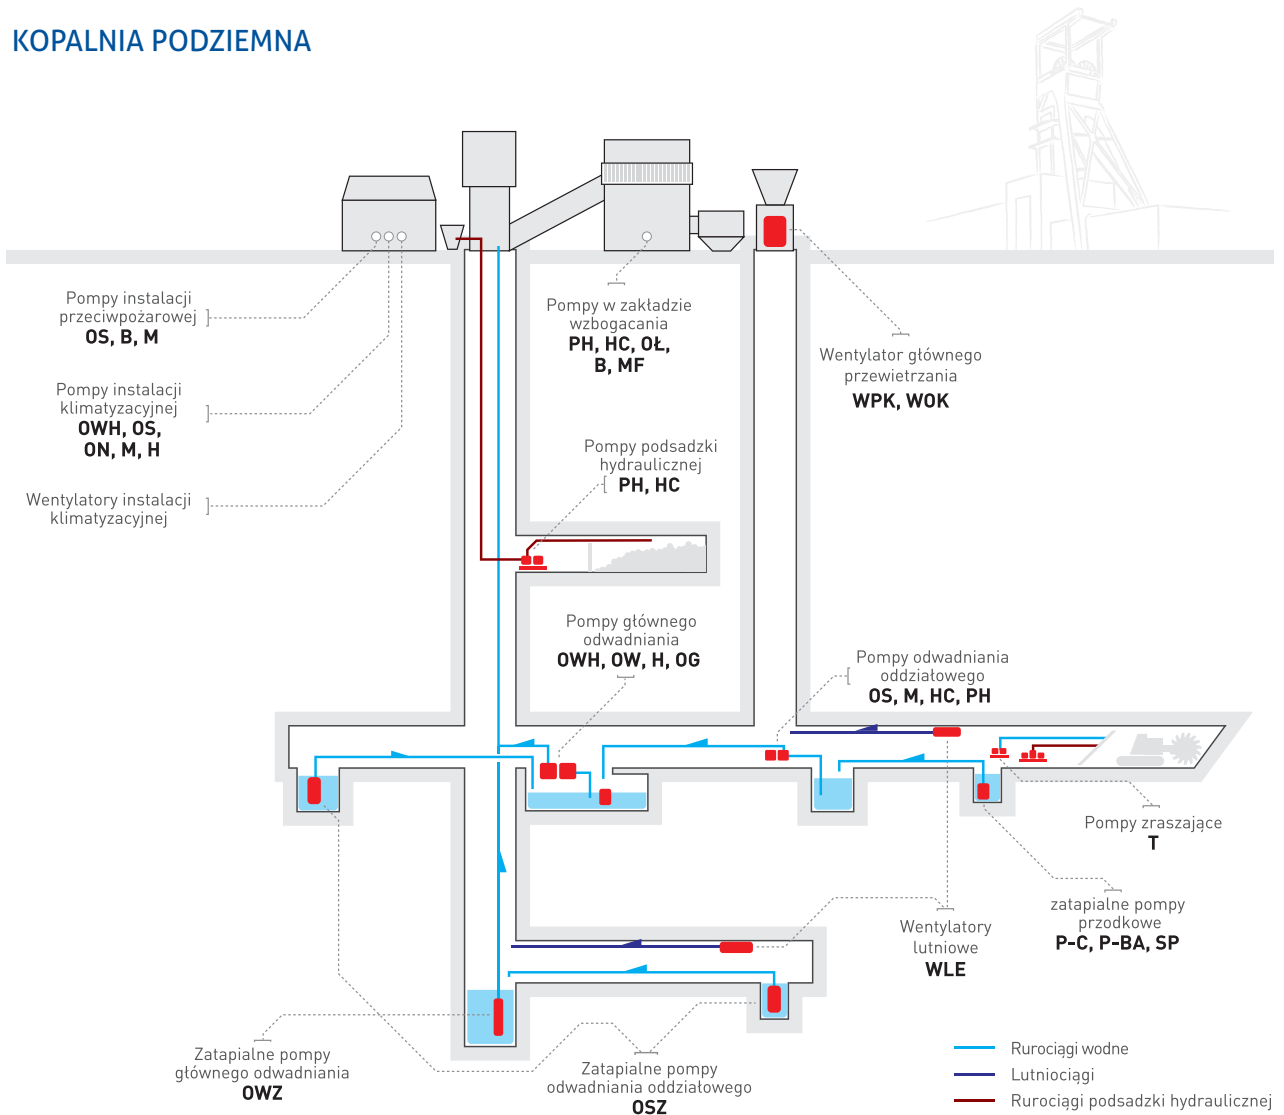 KOPALNIA PODZIEMNA
Pompy instalacji
przeciwpożarowej
OS, B, M
Pompy instalacji
klimatyzacyjnej
OWH, OS,
ON, M, H
Wentylatory instalacji
klimatyzacyjnej
Pompy w zakładzie
wzbogacania
PH, HC, OŁ,
B, MF
Wentylator głównego
przewietrzania
WPK, WOK
Pompy podsadzki
hydraulicznej
PH, HC
Pompy głównego
odwadniania
OWH, OW, H, OG
Pompy odwadniania
oddziałowego
OS, M, HC, PH
Pompy zraszające
T
zatapialne pompy
przodkowe
P-C, P-BA, SP
Wentylatory
lutniowe
WLE
Zatapialne pompy
głównego odwadniania
OWZ
Zatapialne pompy
odwadniania oddziałowego
OSZ
Rurociągi wodne
Lutniociągi
Rurociągi podsadzki hydraulicznej